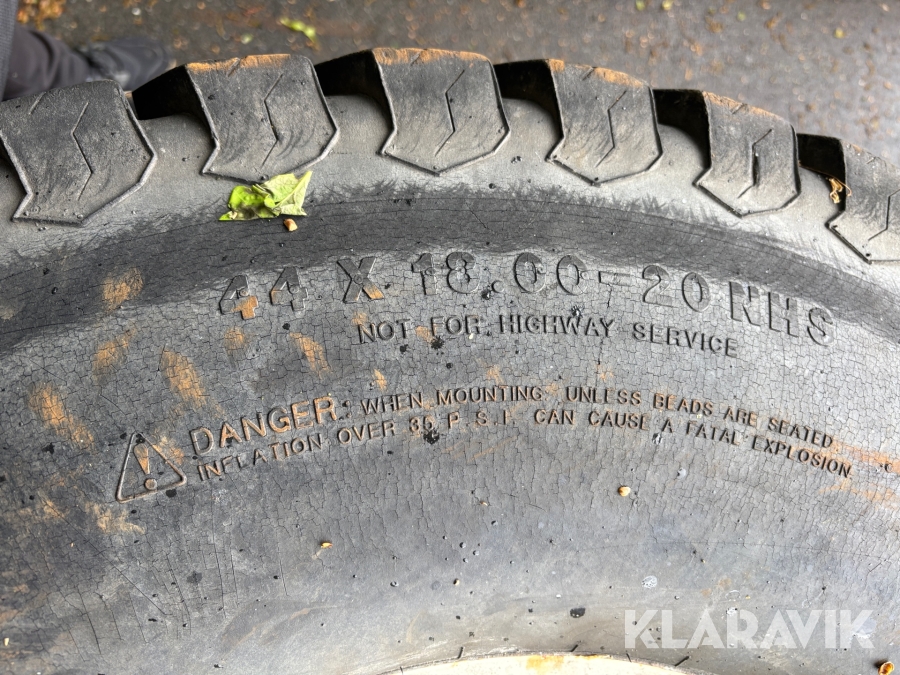 44 X 18.00-20 NHS
NOT FOR HIGHWAY SERVICE
DANGER: WHEN MOUNTING UNLESS BEADS ARE SEATED
INFLATION OVER 35 P.S.I. CAN CAUSE A FATAL EXPLOSION
KLARAVIK